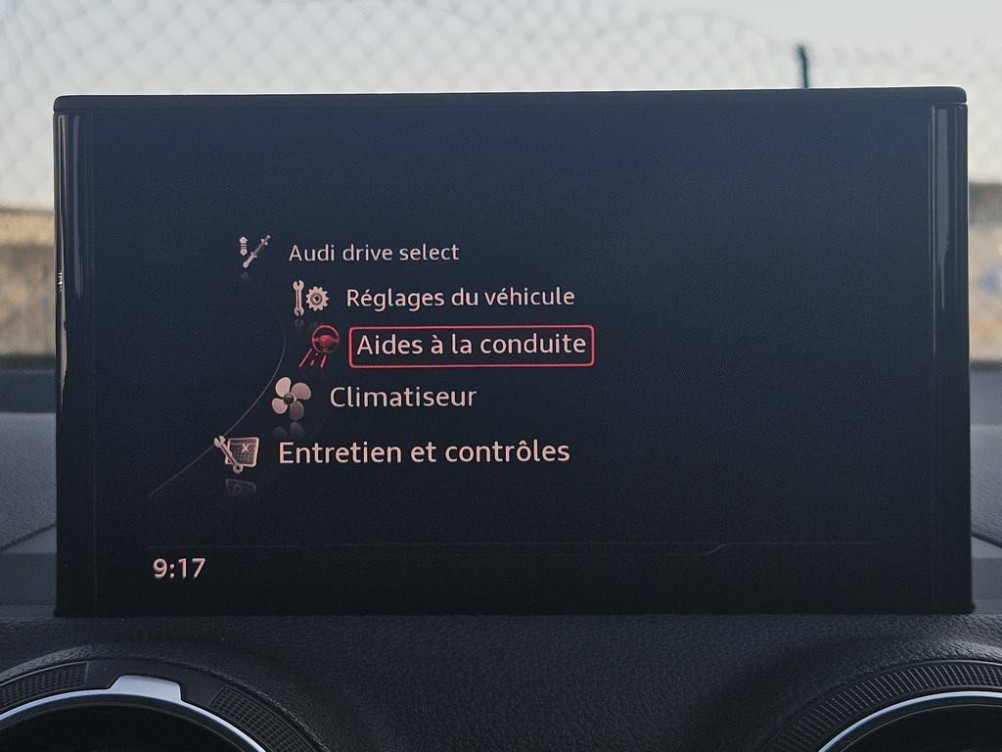 Audi drive select
Réglages du véhicule
Aides à la conduite
Climatiseur
Entretien et contrôles
9:17